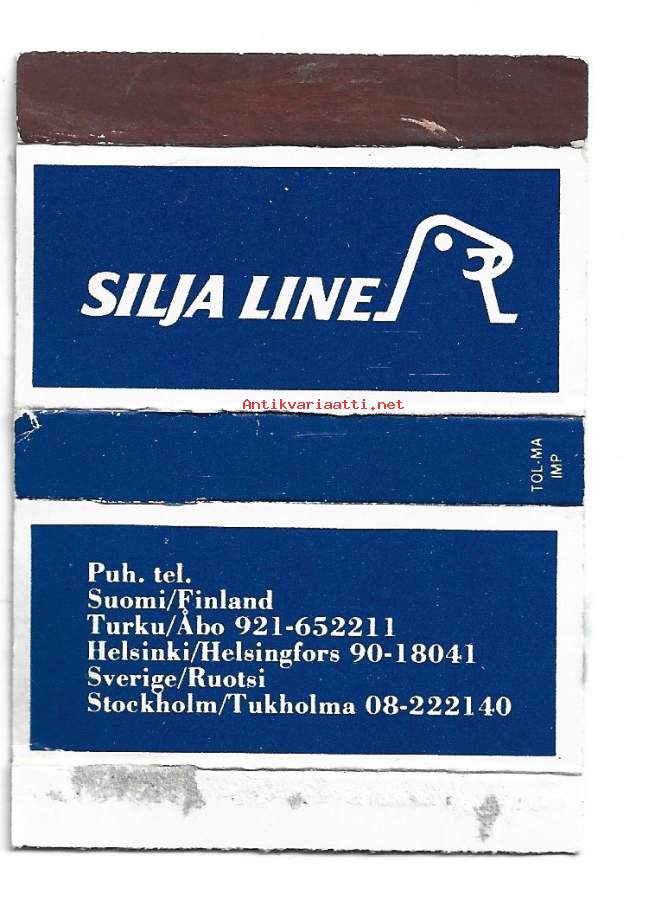 SILJA LINE
Antikvariaatti.net
TOL-MA
IMP
Puh. tel.
Suomi/Finland
Turku/Åbo 921-652211
Helsinki/Helsingfors 90-18041
Sverige/Ruotsi
Stockholm/Tukholma 08-222140